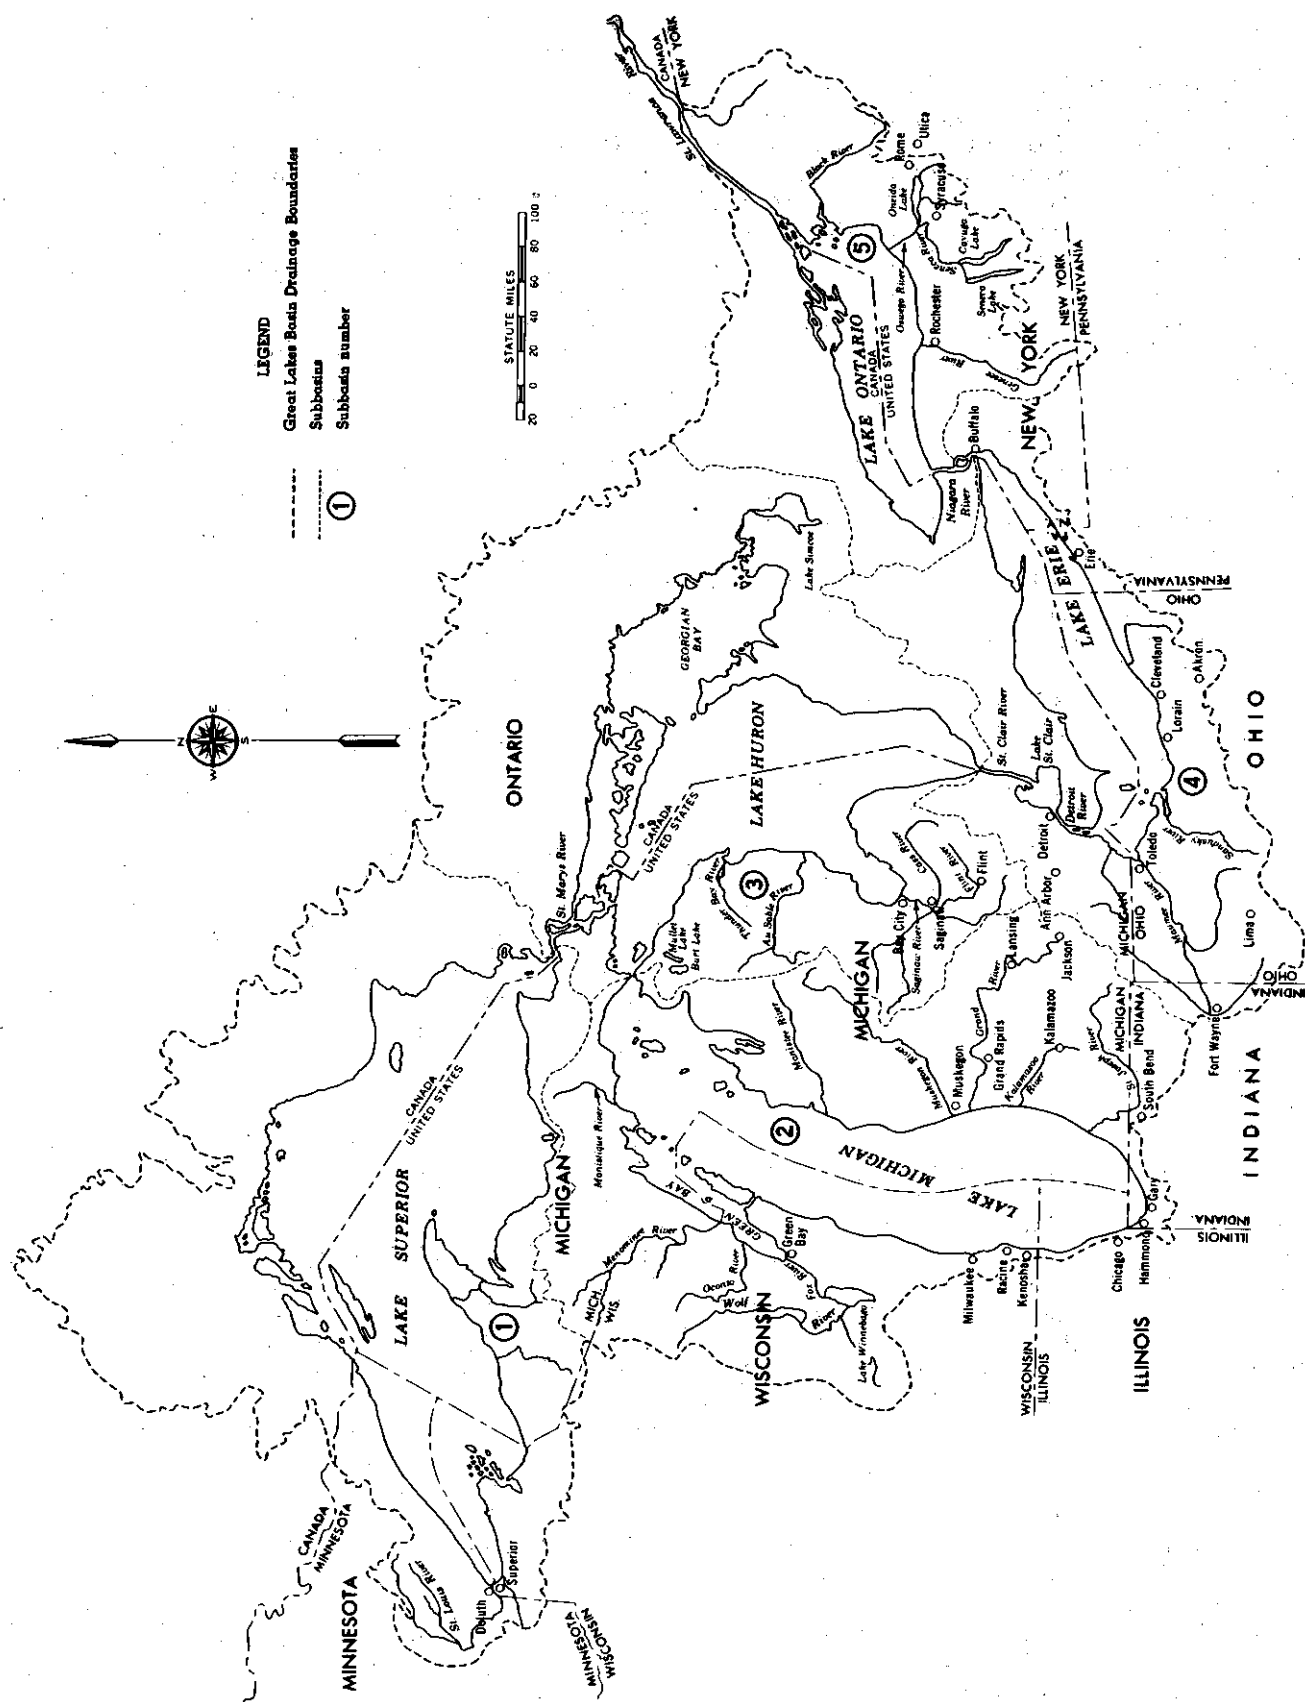 LEGEND
Great Lakes Basin Drainage Boundaries
Subbasins
① Subbasin number
STATUTE MILES
20 0 20 40 60 80 100
N
E
S
W
MINNESOTA
CANADA
MINNESOTA
St. Louis River
Duluth
Superior
MINNESOTA
WISCONSIN
LAKE SUPERIOR
CANADA
UNITED STATES
①
MICHIGAN
MICH.
WIS.
Menominee River
Manistique River
ONTARIO
St. Marys River
CANADA
UNITED STATES
GEORGIAN
BAY
Lake Simcoe
LAKE HURON
Mullet
Lake
Burt Lake
Thunder Bay River
③
Au Sable River
WISCONSIN
Oconto
River
Wolf
River
Fox
River
Lake Winnebago
GREEN BAY
Green
Bay
②
LAKE MICHIGAN
Manistee River
MICHIGAN
Muskegon River
Muskegon
Grand
River
Grand Rapids
Kalamazoo
River
Kalamazoo
Lansing
Jackson
Bay City
Saginaw River
Saginaw
Cass River
Flint River
Flint
Ann Arbor
Detroit
Detroit
River
Lake
St. Clair
St. Clair River
Milwaukee
Racine
Kenosha
WISCONSIN
ILLINOIS
ILLINOIS
Chicago
Hammond
Gary
ILLINOIS
INDIANA
St. Joseph
River
South Bend
MICHIGAN
INDIANA
INDIANA
Fort Wayne
INDIANA
OHIO
MICHIGAN
OHIO
Maumee River
Toledo
Lima
Sandusky
River
④
OHIO
Lorain
Cleveland
Akron
OHIO
PENNSYLVANIA
LAKE ERIE
Erie
Niagara
River
Buffalo
NEW YORK
NEW YORK
PENNSYLVANIA
LAKE ONTARIO
CANADA
UNITED STATES
Genesee
River
Rochester
Oswego River
⑤
Seneca River
Seneca
Lake
Cayuga
Lake
Syracuse
Oneida
Lake
Rome
Utica
Black River
St. Lawrence
River
CANADA
NEW YORK